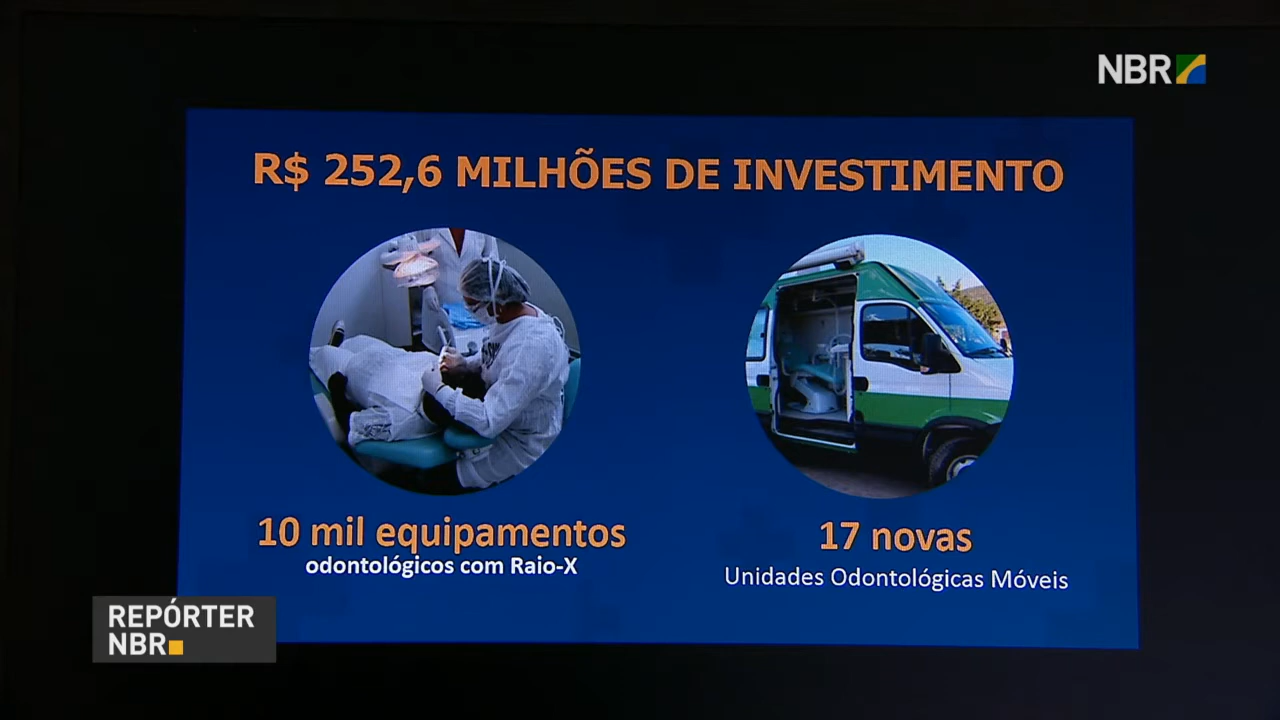 NBR
R$ 252,6 MILHÕES DE INVESTIMENTO
10 mil equipamentos
odontológicos com Raio-X
17 novas
Unidades Odontológicas Móveis
REPÓRTER
NBR